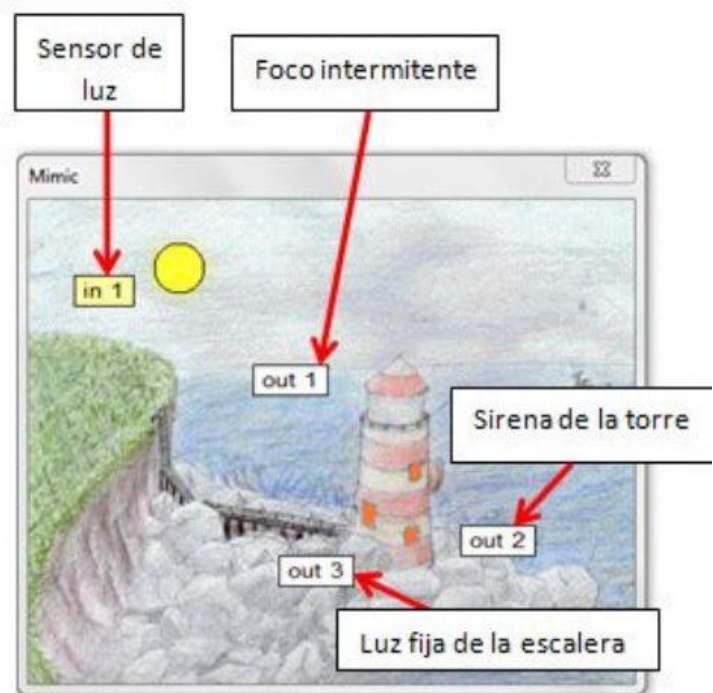 Sensor de
luz
Foco intermitente
Mimic
in 1
out 1
Sirena de la torre
out 2
out 3
Luz fija de la escalera